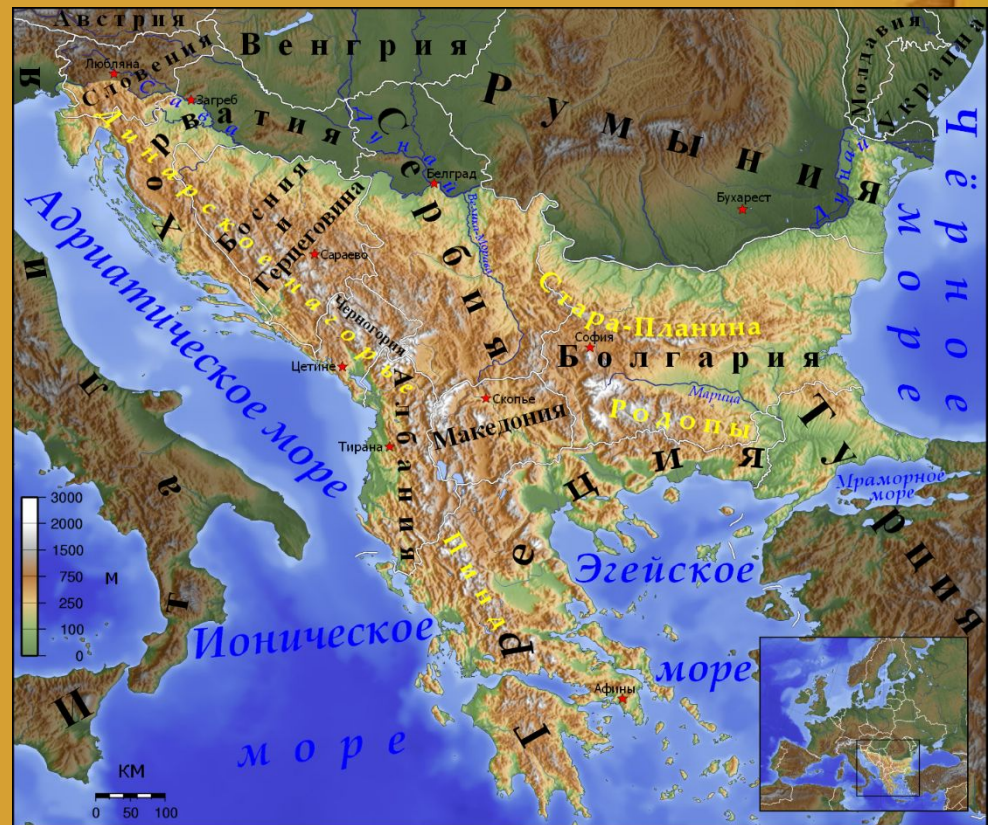 Австрия
Венгрия
Словения
Любляна
Загреб
Сава
Хорватия
Динарское нагорье
Дунай
Сербия
Белград
Велика-Морава
Румыния
Бухарест
Дунай
Молдавия
Украина
Чёрное
море
Босния
и
Герцеговина
Сараево
Черногория
Цетине
Адриатическое море
Италия
Стара-Планина
София
Болгария
Марица
Родопы
Скопье
Македония
Албания
Тирана
Турция
Мраморное
море
Греция
Пинд
Эгейское
море
Ионическое
море
Афины
3000
2000
1500
750
250
100
0
м
КМ
0 50 100